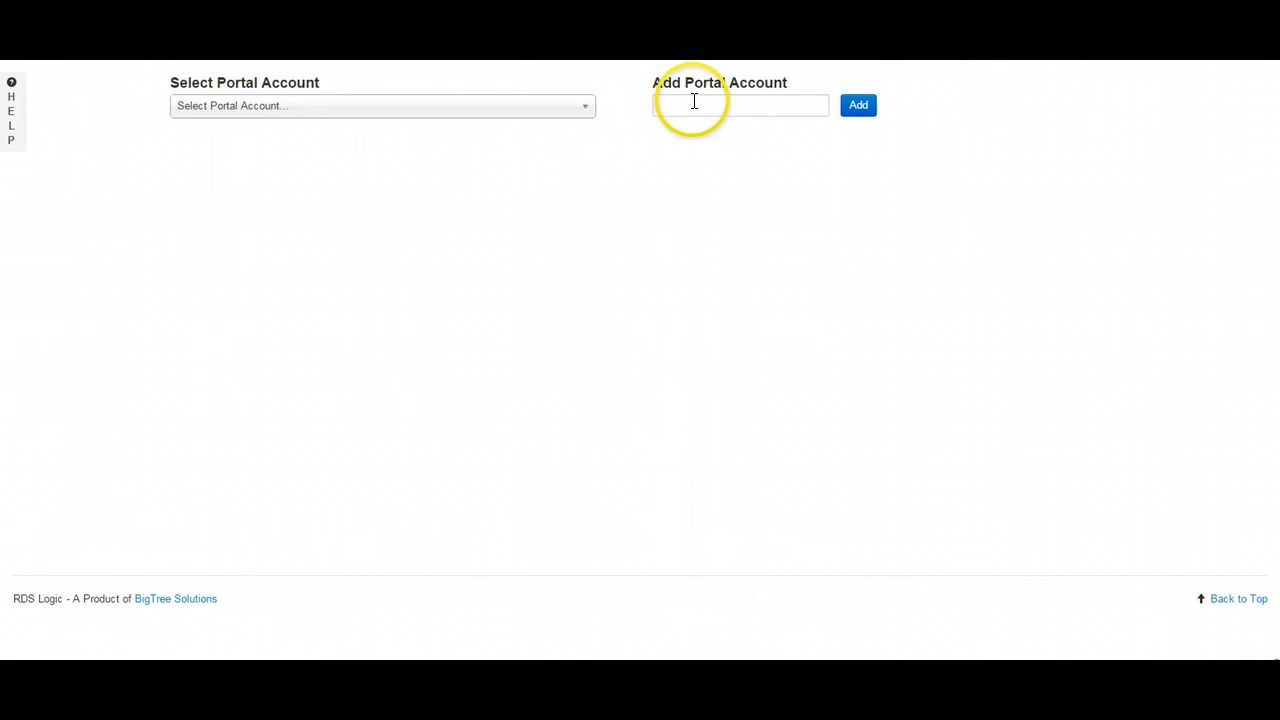 Select Portal Account
Add Portal Account
Select Portal Account...
Add
H
E
L
P
RDS Logic - A Product of BigTree Solutions
Back to Top